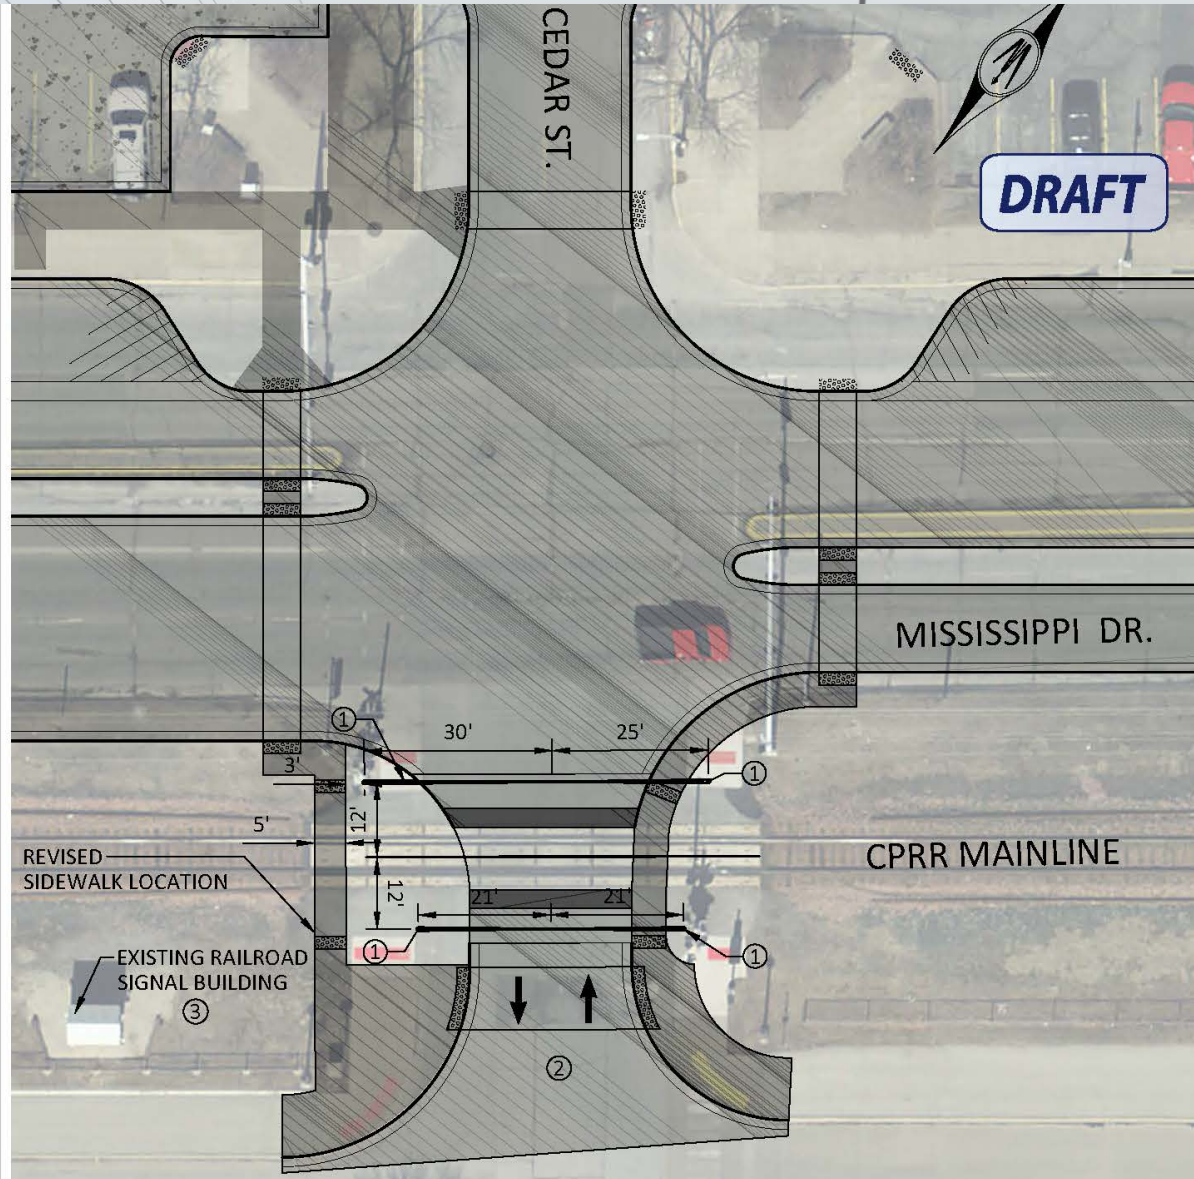 CEDAR ST.
DRAFT
MISSISSIPPI DR.
1
30'
25'
3'
1
12'
5'
REVISED
SIDEWALK LOCATION
CPRR MAINLINE
12'
21'
21'
1
1
EXISTING RAILROAD
SIGNAL BUILDING
3
2